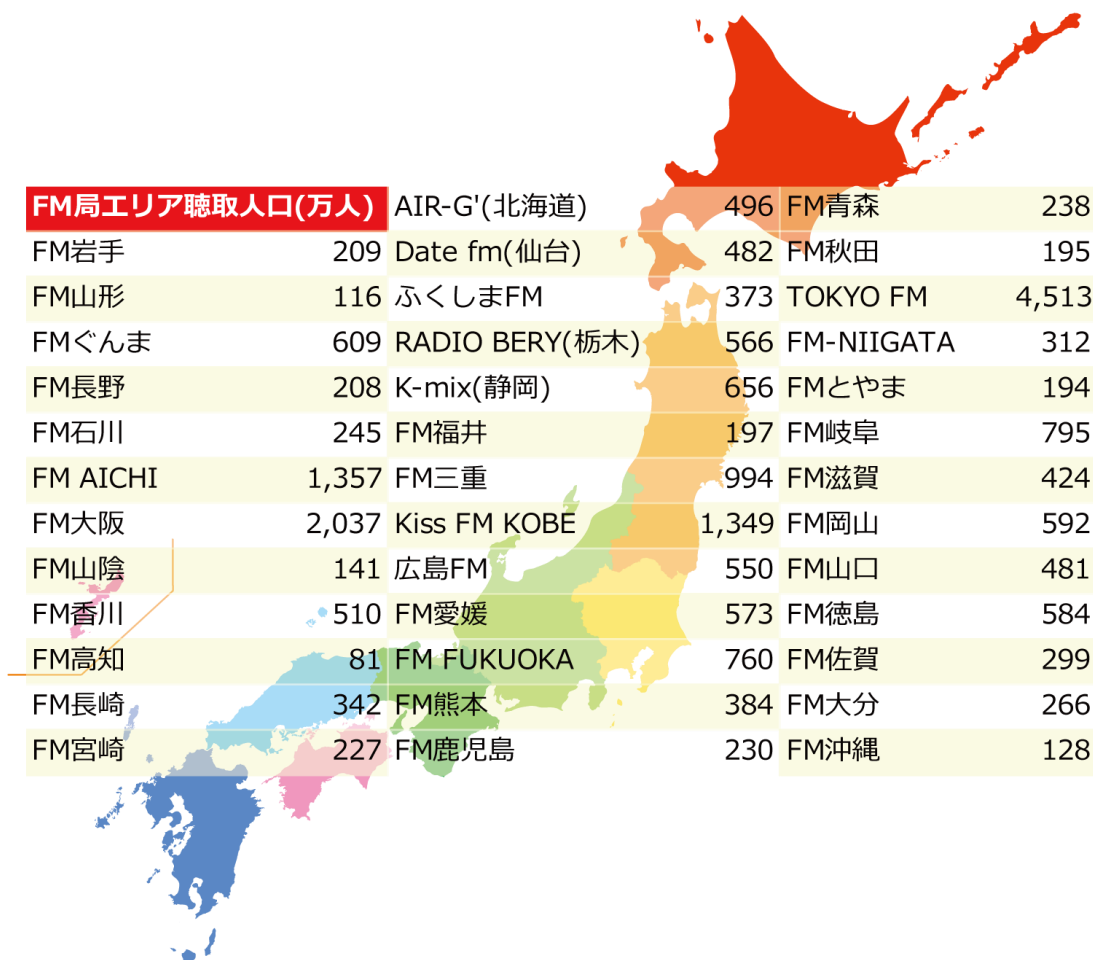 FM局エリア聴取人口(万人) AIR-G'(北海道) 496 FM青森 238
FM岩手 209 Date fm(仙台) 482 FM秋田 195
FM山形 116 ふくしまFM 373 TOKYO FM 4,513
FMぐんま 609 RADIO BERY(栃木) 566 FM-NIIGATA 312
FM長野 208 K-mix(静岡) 656 FMとやま 194
FM石川 245 FM福井 197 FM岐阜 795
FM AICHI 1,357 FM三重 994 FM滋賀 424
FM大阪 2,037 Kiss FM KOBE 1,349 FM岡山 592
FM山陰 141 広島FM 550 FM山口 481
FM香川 510 FM愛媛 573 FM徳島 584
FM高知 81 FM FUKUOKA 760 FM佐賀 299
FM長崎 342 FM熊本 384 FM大分 266
FM宮崎 227 FM鹿児島 230 FM沖縄 128